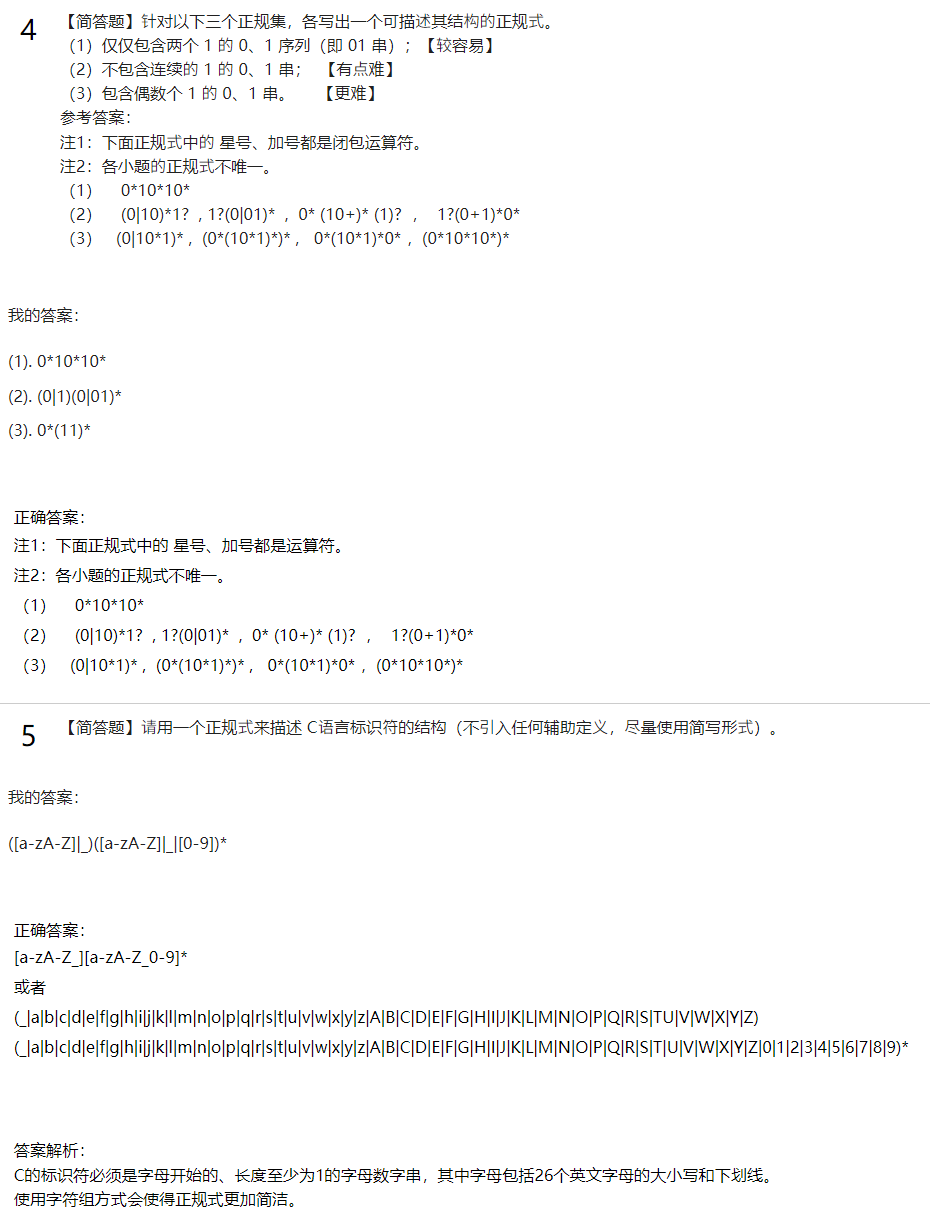 4
【简答题】针对以下三个正规集，各写出一个可描述其结构的正规式。
（1）仅仅包含两个 1 的 0、1 序列（即 01 串）；【较容易】
（2）不包含连续的 1 的 0、1 串； 【有点难】
（3）包含偶数个 1 的 0、1 串。 【更难】
参考答案：
注1：下面正规式中的 星号、加号都是闭包运算符。
注2：各小题的正规式不唯一。
（1） 0*10*10*
（2） (0|10)*1? , 1?(0|01)* , 0* (10+)* (1)? , 1?(0+1)*0*
（3） (0|10*1)* , (0*(10*1)*)* , 0*(10*1)*0* , (0*10*10*)*
我的答案：
(1). 0*10*10*
(2). (0|1)(0|01)*
(3). 0*(11)*
正确答案：
注1：下面正规式中的 星号、加号都是运算符。
注2：各小题的正规式不唯一。
（1） 0*10*10*
（2） (0|10)*1? , 1?(0|01)* , 0* (10+)* (1)? , 1?(0+1)*0*
（3） (0|10*1)* , (0*(10*1)*)* , 0*(10*1)*0* , (0*10*10*)*
5
【简答题】请用一个正规式来描述 C语言标识符的结构（不引入任何辅助定义，尽量使用简写形式）。
我的答案：
([a-zA-Z]|_)([a-zA-Z]|_|[0-9])*
正确答案：
[a-zA-Z_][a-zA-Z_0-9]*
或者
(_|a|b|c|d|e|f|g|h|i|j|k|l|m|n|o|p|q|r|s|t|u|v|w|x|y|z|A|B|C|D|E|F|G|H|I|J|K|L|M|N|O|P|Q|R|S|TU|V|W|X|Y|Z)
(_|a|b|c|d|e|f|g|h|i|j|k|l|m|n|o|p|q|r|s|t|u|v|w|x|y|z|A|B|C|D|E|F|G|H|I|J|K|L|M|N|O|P|Q|R|S|T|U|V|W|X|Y|Z|0|1|2|3|4|5|6|7|8|9)*
答案解析：
C的标识符必须是字母开始的、长度至少为1的字母数字串，其中字母包括26个英文字母的大小写和下划线。
使用字符组方式会使得正规式更加简洁。